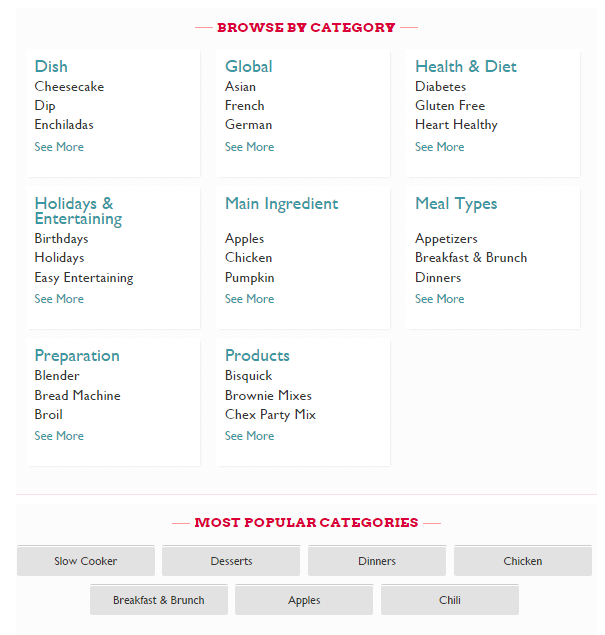 BROWSE BY CATEGORY
Dish
Cheesecake
Dip
Enchiladas
See More
Global
Asian
French
German
See More
Health & Diet
Diabetes
Gluten Free
Heart Healthy
See More
Holidays &
Entertaining
Birthdays
Holidays
Easy Entertaining
See More
Main Ingredient
Apples
Chicken
Pumpkin
See More
Meal Types
Appetizers
Breakfast & Brunch
Dinners
See More
Preparation
Blender
Bread Machine
Broil
See More
Products
Bisquick
Brownie Mixes
Chex Party Mix
See More
MOST POPULAR CATEGORIES
Slow Cooker
Desserts
Dinners
Chicken
Breakfast & Brunch
Apples
Chili